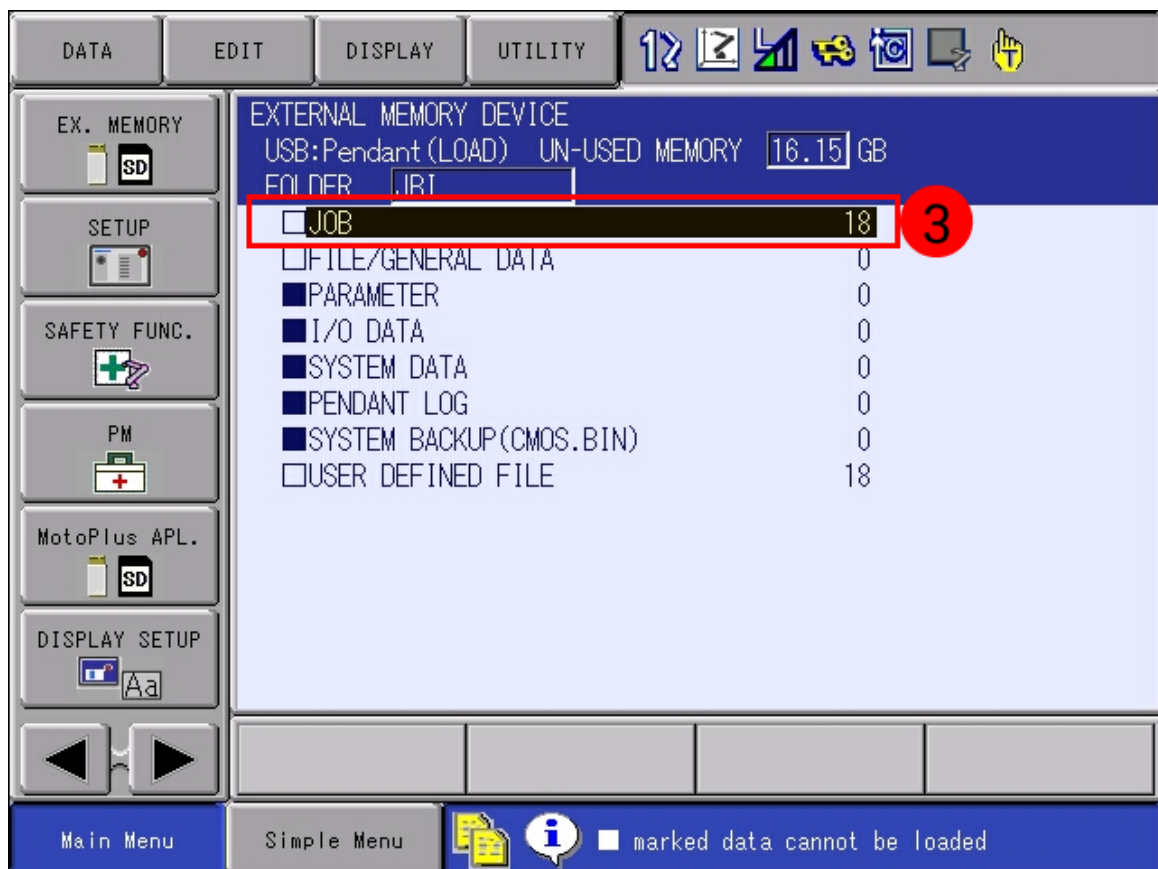 DATA EDIT DISPLAY UTILITY
EX. MEMORY
SD
SETUP
SAFETY FUNC.
PM
MotoPlus APL.
SD
DISPLAY SETUP
Aa
EXTERNAL MEMORY DEVICE
USB:Pendant(LOAD) UN-USED MEMORY 16.15 GB
FOLDER JBI
JOB 18
3
FILE/GENERAL DATA 0
PARAMETER 0
I/O DATA 0
SYSTEM DATA 0
PENDANT LOG 0
SYSTEM BACKUP(CMOS.BIN) 0
USER DEFINED FILE 18
Main Menu Simple Menu ■ marked data cannot be loaded